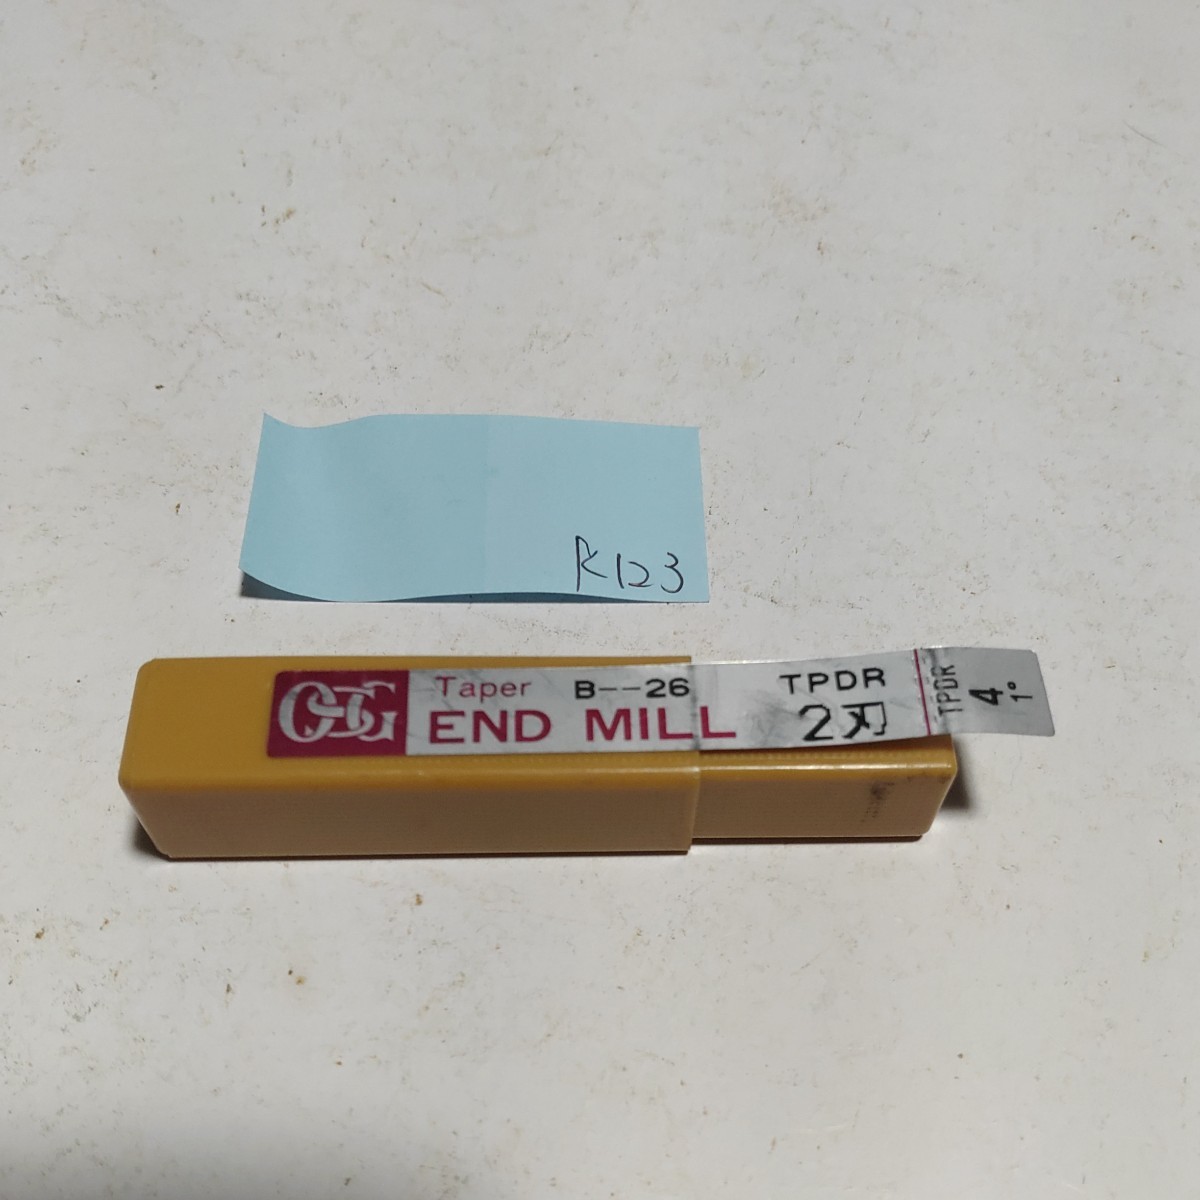 K123
OSG
Taper B--26 TPDR
END MILL 2刃
TPDR
4
1°